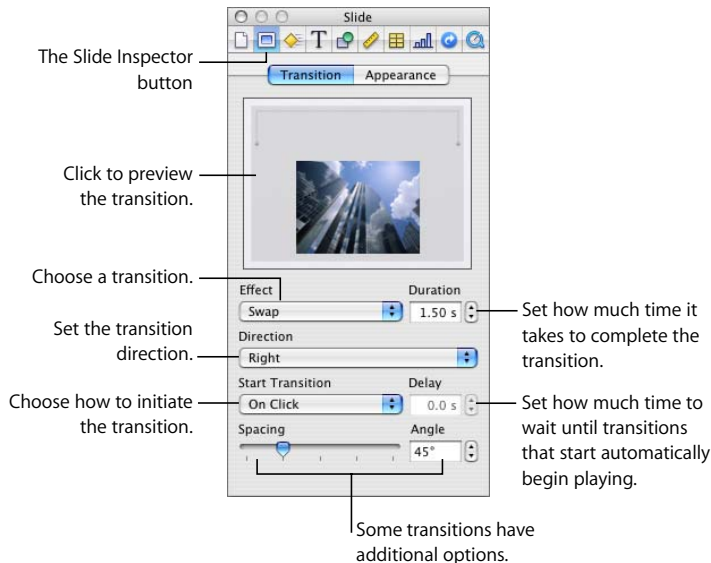 Slide
T
The Slide Inspector
button
Transition
Appearance
Click to preview
the transition.
Choose a transition.
Effect
Duration
Swap
1.50 s
Set how much time it
takes to complete the
transition.
Set the transition
direction.
Direction
Right
Choose how to initiate
the transition.
Start Transition
Delay
On Click
0.0 s
Set how much time to
wait until transitions
that start automatically
begin playing.
Spacing
Angle
45°
Some transitions have
additional options.